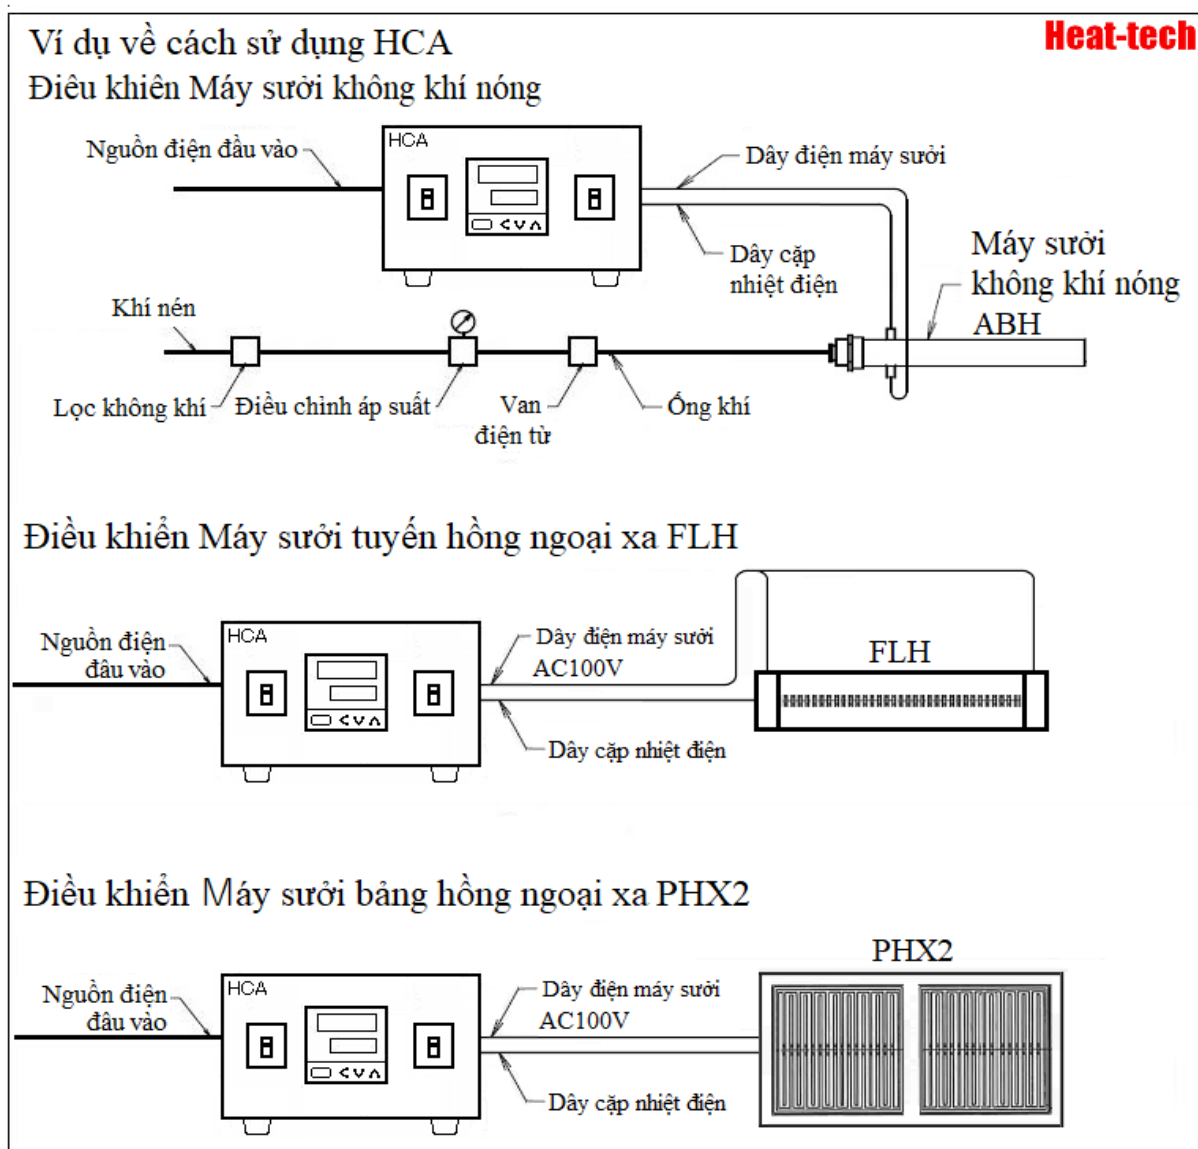 Ví dụ về cách sử dụng HCA
Heat-tech
Điêu khiên Máy sưởi không khí nóng
Nguồn điện đầu vào
HCA
Dây điện máy sưởi
Dây cặp
nhiệt điện
Máy sưởi
không khí nóng
ABH
Khí nén
Lọc không khí
Điều chỉnh áp suất
Van
điện từ
Ống khí
Điều khiển Máy sưởi tuyến hồng ngoại xa FLH
Nguồn điện
đâu vào
HCA
Dây điện máy sưởi
AC100V
Dây cặp nhiệt điện
FLH
Điều khiển Máy sưởi bảng hồng ngoại xa PHX2
Nguồn điện
đâu vào
HCA
Dây điện máy sưởi
AC100V
Dây cặp nhiệt điện
PHX2